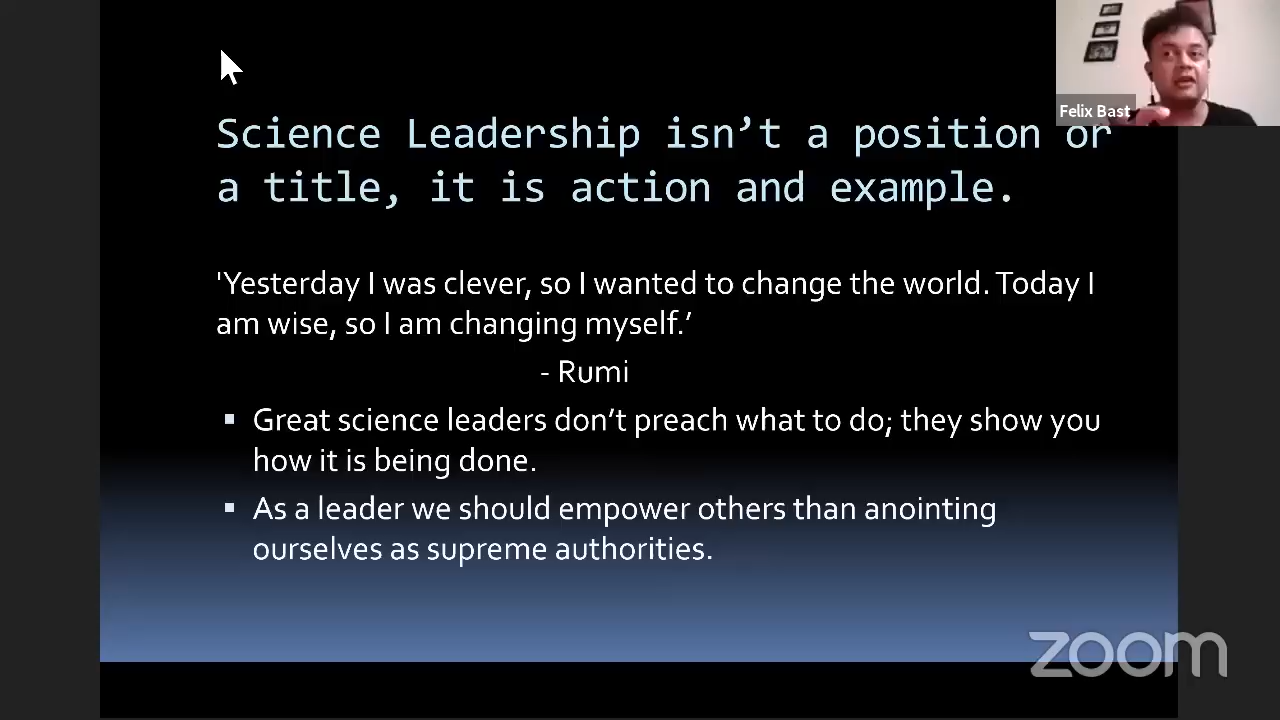 Felix Bast
Science Leadership isn’t a position or
a title, it is action and example.
'Yesterday I was clever, so I wanted to change the world. Today I
am wise, so I am changing myself.’
- Rumi
▪ Great science leaders don’t preach what to do; they show you
how it is being done.
▪ As a leader we should empower others than anointing
ourselves as supreme authorities.
zoom